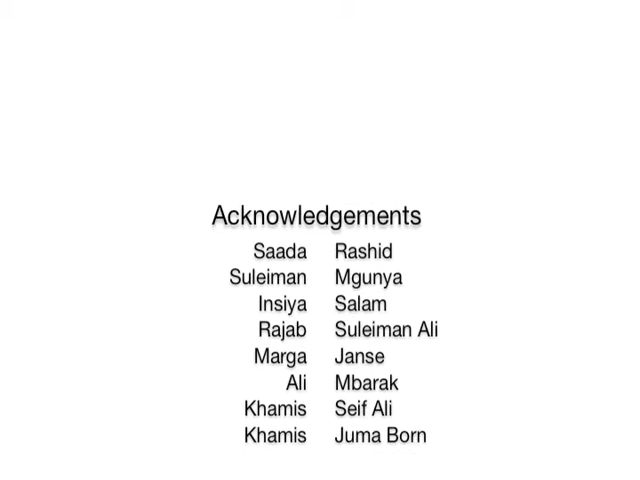 Acknowledgements
Saada Rashid
Suleiman Mgunya
Insiya Salam
Rajab Suleiman Ali
Marga Janse
Ali Mbarak
Khamis Seif Ali
Khamis Juma Born